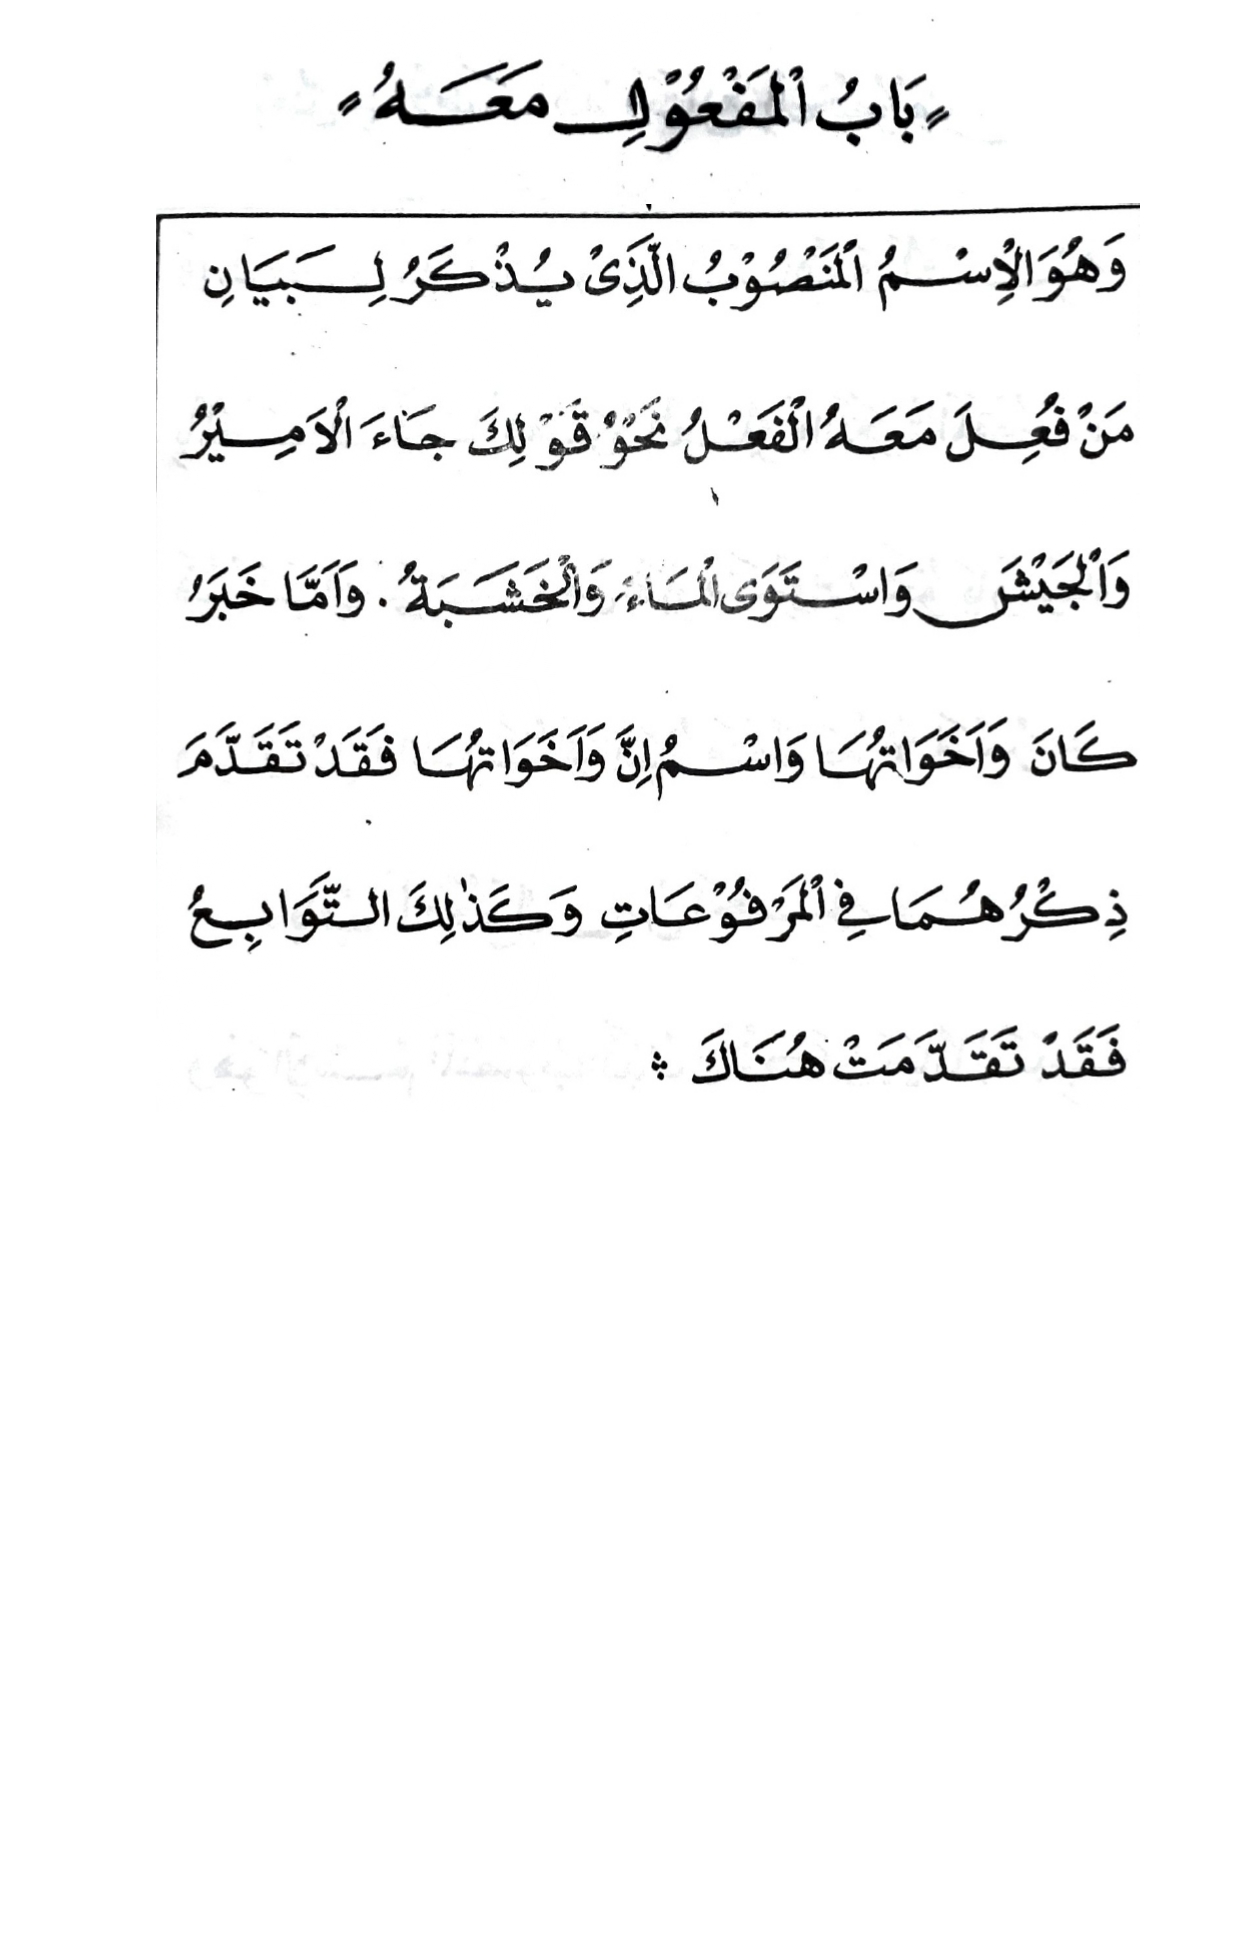 ﴿ بَابُ الْمَفْعُوْلِ مَعَهُ ﴾
وَهُوَ الْاِسْمُ الْمَنْصُوْبُ الَّذِىْ يُذْكَرُ لِبَيَانِ
مَنْ فُعِلَ مَعَهُ الْفَعْلُ نَحْوُ قَوْلِكَ جَاءَ الْاَمِيْرُ
وَالْجَيْشَ وَاسْتَوَى الْمَاءُ وَالْخَشَبَةُ . وَاَمَّا خَبَرُ
كَانَ وَاَخَوَاتُهَا وَاسْمُ اِنَّ وَاَخَوَاتُهَا فَقَدْ تَقَدَّمَ
ذِكْرُهُمَا فِي الْمَرْفُوْعَاتِ وَكَذٰلِكَ التَّوَابِعُ
فَقَدْ تَقَدَّمَتْ هُنَاكَ